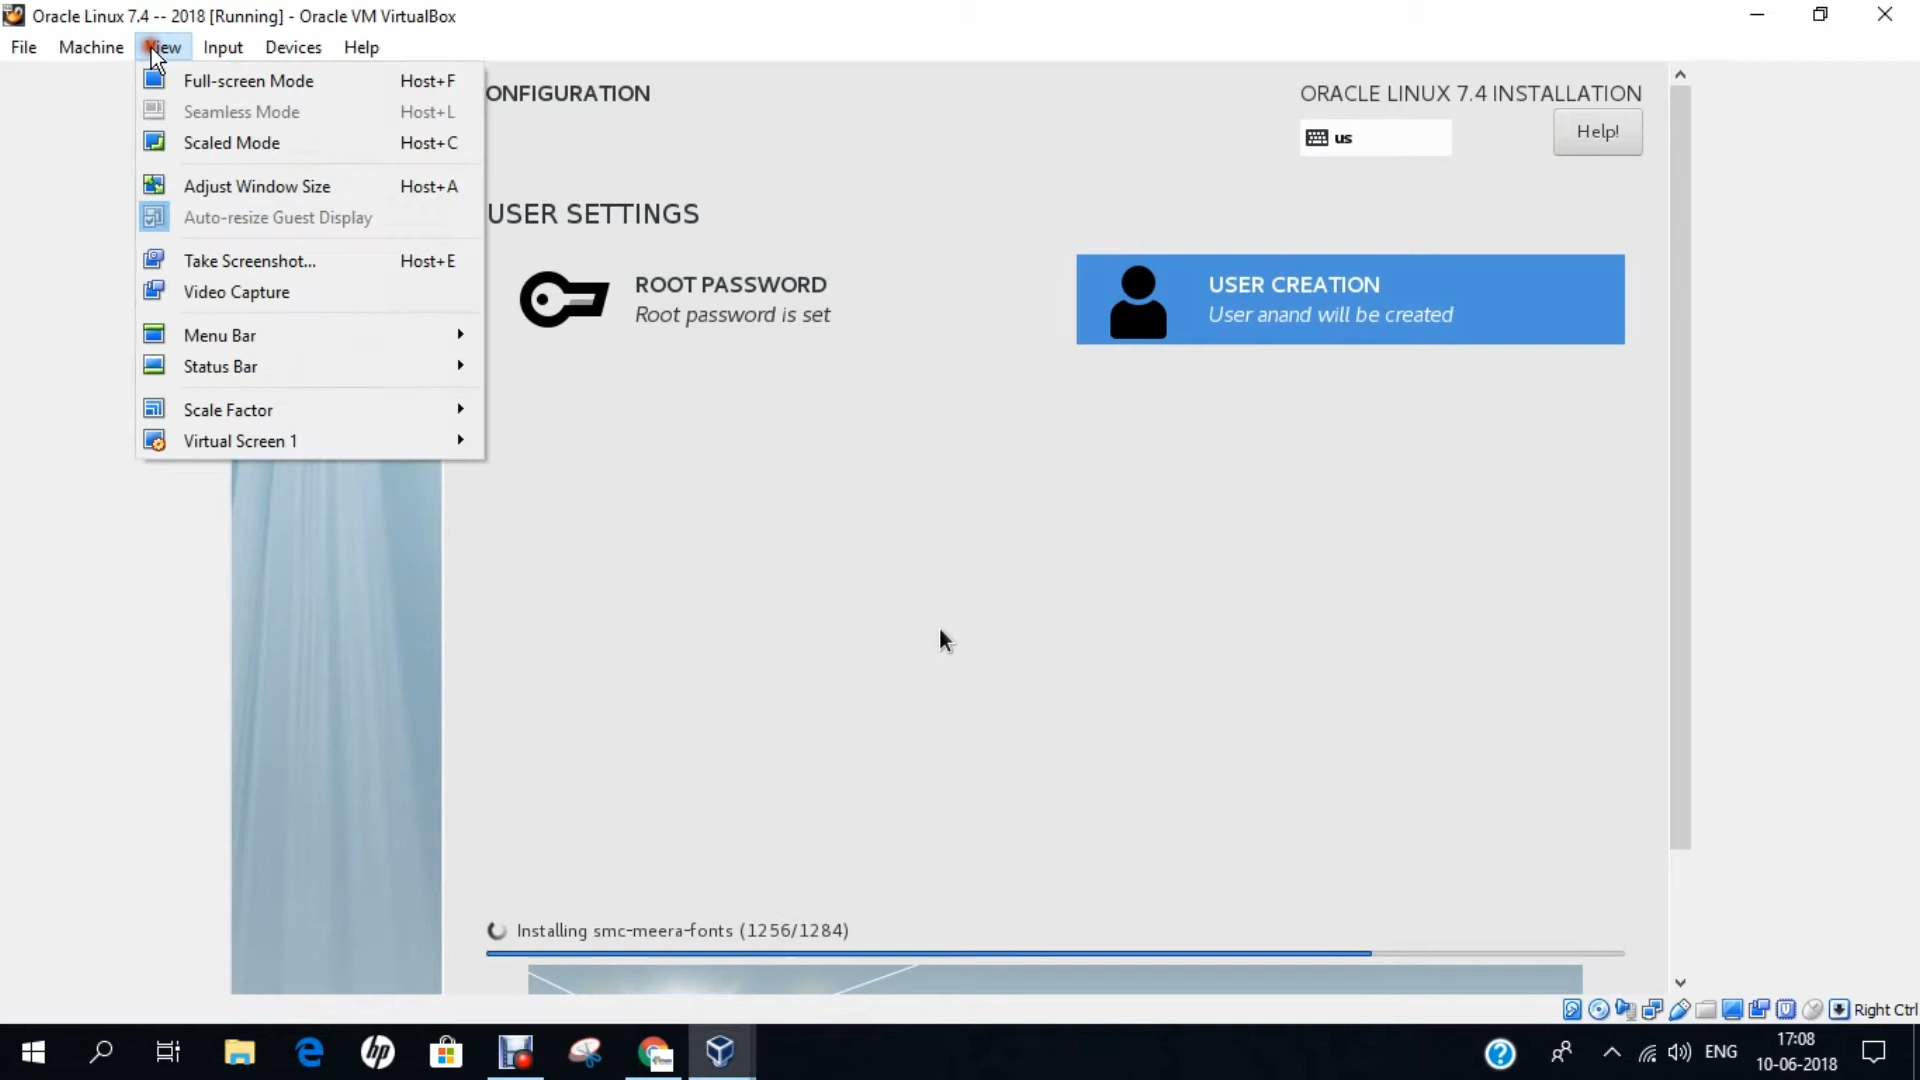 Oracle Linux 7.4 -- 2018 [Running] - Oracle VM VirtualBox
File Machine View Input Devices Help
Full-screen Mode Host+F
Seamless Mode Host+L
Scaled Mode Host+C
Adjust Window Size Host+A
Auto-resize Guest Display
Take Screenshot... Host+E
Video Capture
Menu Bar
Status Bar
Scale Factor
Virtual Screen 1
ONFIGURATION
ORACLE LINUX 7.4 INSTALLATION
us
Help!
USER SETTINGS
ROOT PASSWORD
Root password is set
USER CREATION
User anand will be created
Installing smc-meera-fonts (1256/1284)
Right Ctrl
hp
ENG
17:08
10-06-2018